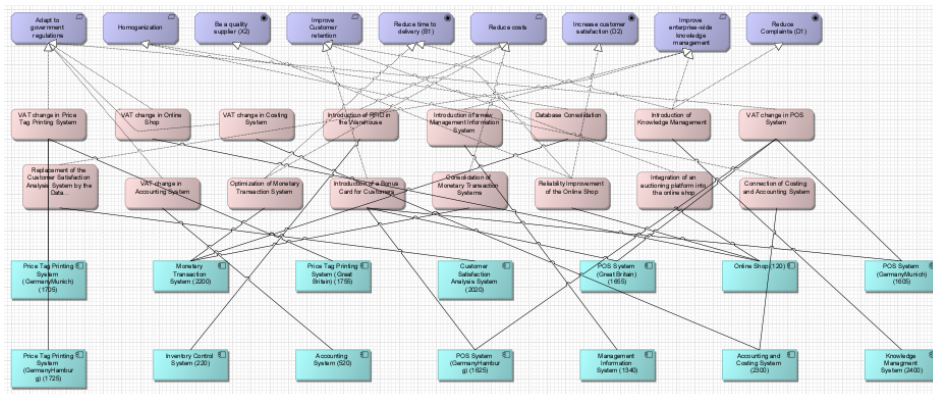 Adapt to
government
regulations
Homogenization
Be a quality
supplier (X2)
Improve
Customer
retention
Reduce time to
delivery (B1)
Reduce costs
Increase customer
satisfaction (D2)
Improve
enterprise-wide
knowledge
management
Reduce
Complaints (D1)
VAT change in Price
Tag Printing System
VAT change in Online
Shop
VAT change in Costing
System
Introduction of RFID in
the Warehouse
Introduction of a new
Management Information
System
Database Consolidation
Introduction of
Knowledge Management
VAT change in POS
System
Replacement of the
Customer Satisfaction
Analysis System by the
Data...
VAT change in
Accounting System
Optimization of Monetary
Transaction System
Introduction of a Bonus
Card for Customers
Consolidation of
Monetary Transaction
Systems
Reliability Improvement
of the Online Shop
Integration of an
auctioning platform into
the online shop
Connection of Costing
and Accounting System
Price Tag Printing
System
(GermanyMunich)
(1705)
Monetary
Transaction
System (2200)
Price Tag Printing
System (Great
Britain) (1755)
Customer
Satisfaction
Analysis System
(2020)
POS System
(Great Britain)
(1655)
Online Shop (120)
POS System
(GermanyMunich)
(1605)
Price Tag Printing
System
(GermanyHambur
g) (1725)
Inventory Control
System (220)
Accounting
System (520)
POS System
(GermanyHambur
g) (1625)
Management
Information
System (1340)
Accounting and
Costing System
(2300)
Knowledge
Managment
System (2400)